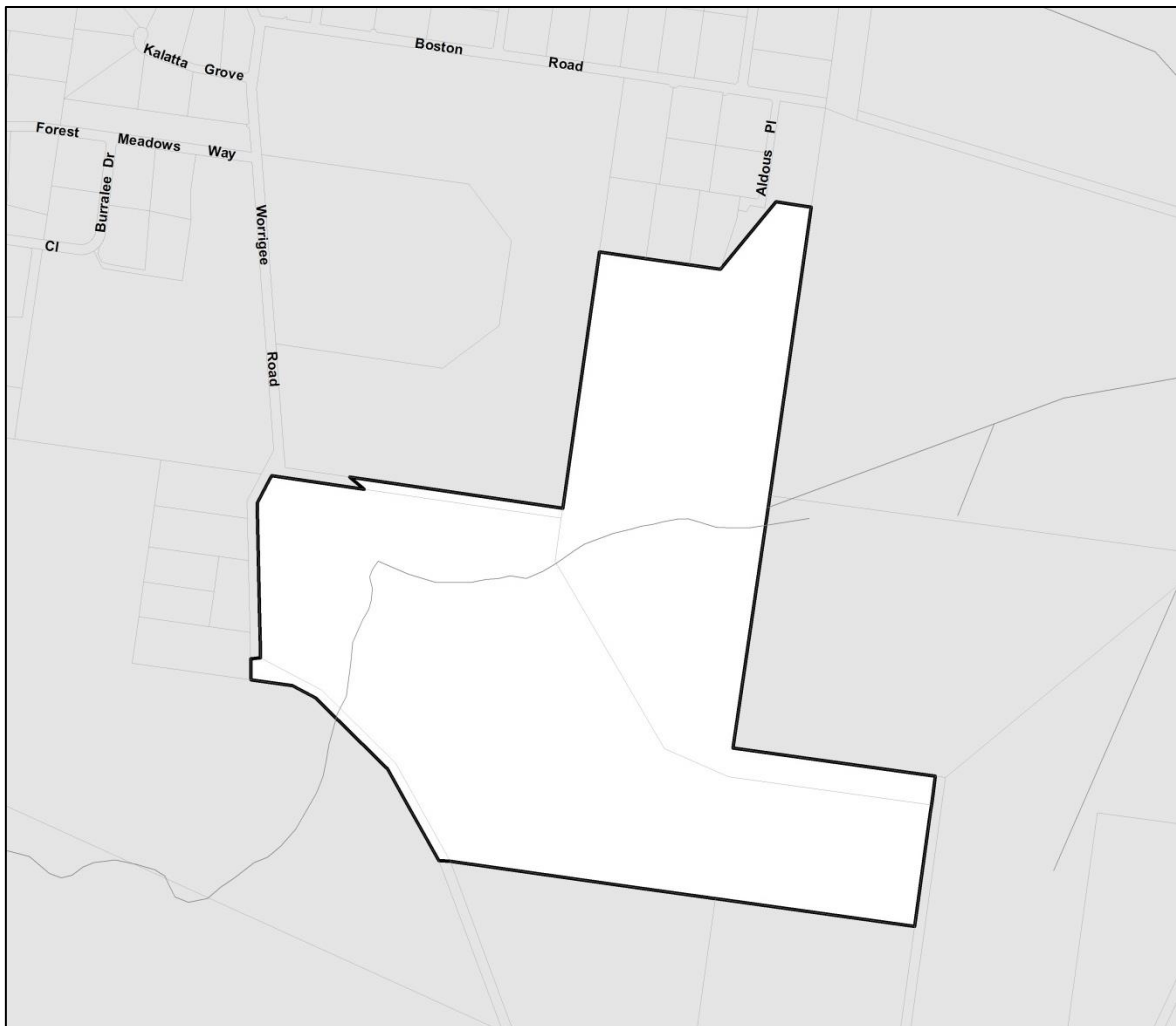 Boston Road
Kalatta Grove
Forest Meadows Way
Burralee Dr
Aldous Pl
Worrigee Road
Cl